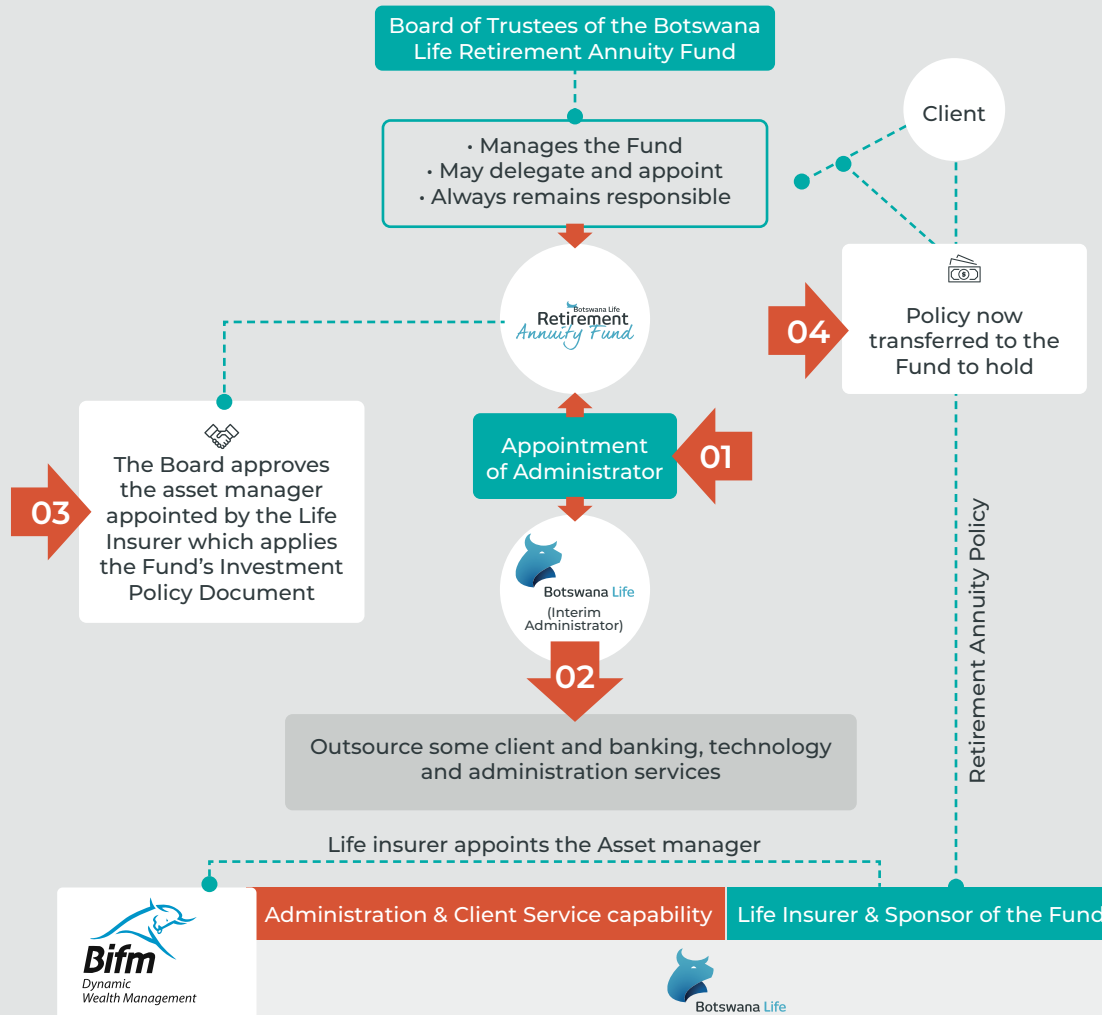 Board of Trustees of the Botswana
Life Retirement Annuity Fund
Client
• Manages the Fund
• May delegate and appoint
• Always remains responsible
Botswana Life
Retirement
Annuity Fund
04
Policy now
transferred to the
Fund to hold
03
The Board approves
the asset manager
appointed by the Life
Insurer which applies
the Fund's Investment
Policy Document
Appointment
of Administrator
01
Botswana Life
(Interim
Administrator)
02
Outsource some client and banking, technology
and administration services
Retirement Annuity Policy
Life insurer appoints the Asset manager
Bifm
Dynamic
Wealth Management
Administration & Client Service capability
Life Insurer & Sponsor of the Fund
Botswana Life